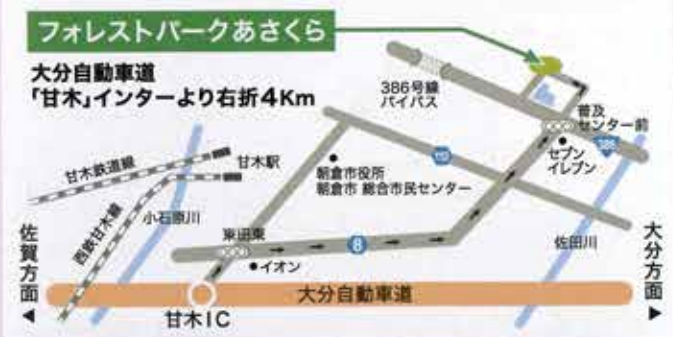 フォレストパークあさくら
大分自動車道
「甘木」インターより右折4Km
386号線
バイパス
普及
センター前
セブン
イレブン
386
112
甘木鉄道線
甘木駅
西鉄甘木線
小石原川
朝倉市役所
朝倉市 総合市民センター
東田東
8
イオン
佐田川
佐賀方面
大分方面
大分自動車道
甘木IC